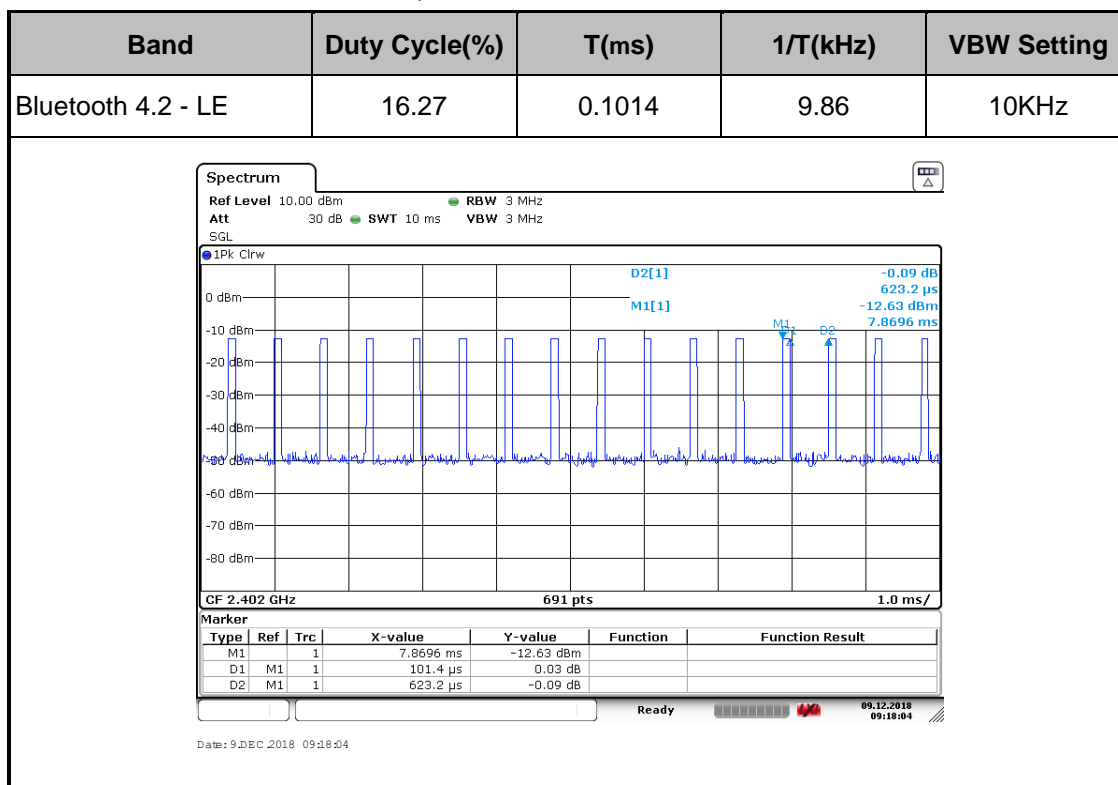 Band Duty Cycle(%) T(ms) 1/T(kHz) VBW Setting
Bluetooth 4.2 - LE 16.27 0.1014 9.86 10KHz
Spectrum
Ref Level 10.00 dBm RBW 3 MHz
Att 30 dB SWT 10 ms VBW 3 MHz
SGL
1Pk Clrw
D2[1] -0.09 dB
623.2 µs
0 dBm
M1[1] -12.63 dBm
7.8696 ms
-10 dBm
M1 D1 D2
-20 dBm
-30 dBm
-40 dBm
-50 dBm
-60 dBm
-70 dBm
-80 dBm
CF 2.402 GHz 691 pts 1.0 ms/
Marker
Type Ref Trc X-value Y-value Function Function Result
M1 1 7.8696 ms -12.63 dBm
D1 M1 1 101.4 µs 0.03 dB
D2 M1 1 623.2 µs -0.09 dB
Ready 09.12.2018
09:18:04
Date: 9.DEC.2018 09:18:04